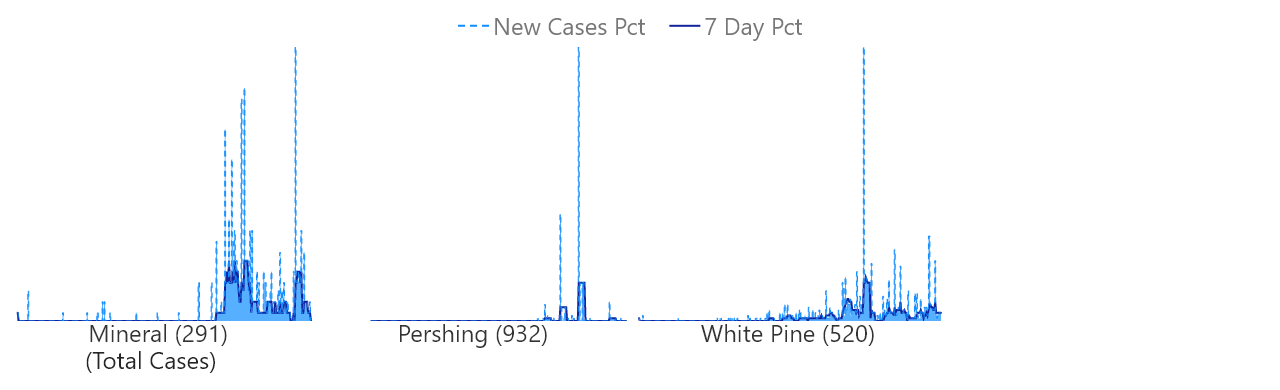 New Cases Pct 7 Day Pct
Mineral (291) Pershing (932) White Pine (520)
(Total Cases)